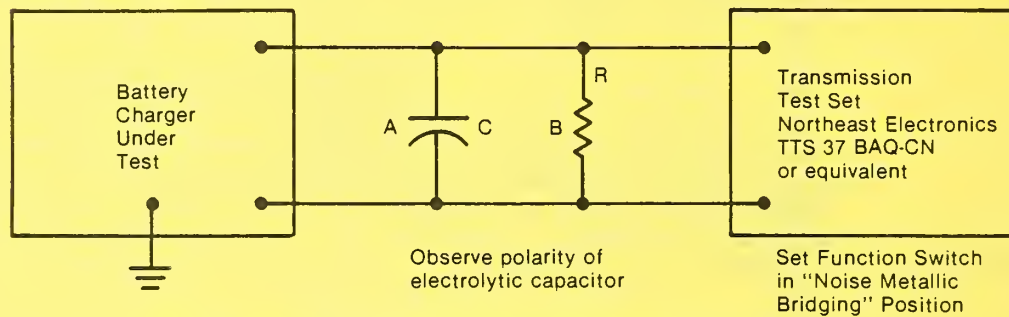 Battery
Charger
Under
Test
A
C
R
B
Transmission
Test Set
Northeast Electronics
TTS 37 BAQ-CN
or equivalent
Observe polarity of
electrolytic capacitor
Set Function Switch
in "Noise Metallic
Bridging" Position